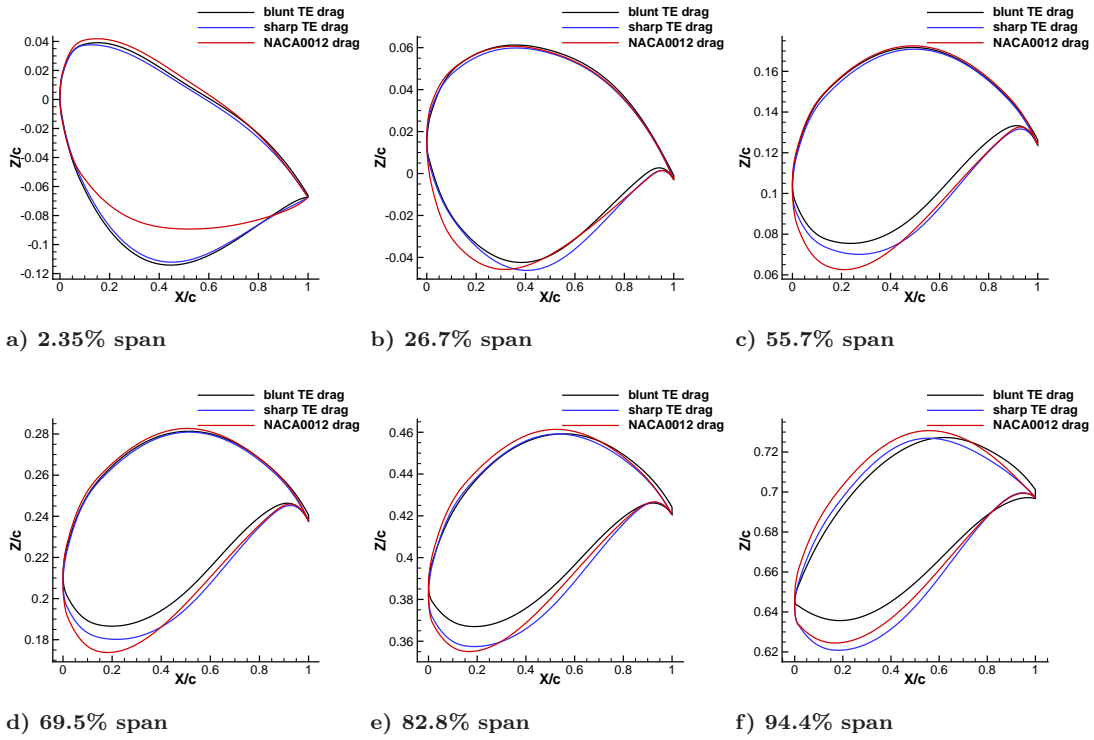 blunt TE drag
sharp TE drag
NACA0012 drag
0.04
0.02
0
-0.02
-0.04
-0.06
-0.08
-0.1
-0.12
Z/c
0 0.2 0.4 0.6 0.8 1
X/c
a) 2.35% span
blunt TE drag
sharp TE drag
NACA0012 drag
0.06
0.04
0.02
0
-0.02
-0.04
Z/c
0 0.2 0.4 0.6 0.8 1
X/c
b) 26.7% span
blunt TE drag
sharp TE drag
NACA0012 drag
0.16
0.14
0.12
0.1
0.08
0.06
Z/c
0 0.2 0.4 0.6 0.8 1
X/c
c) 55.7% span
blunt TE drag
sharp TE drag
NACA0012 drag
0.28
0.26
0.24
0.22
0.2
0.18
Z/c
0 0.2 0.4 0.6 0.8 1
X/c
d) 69.5% span
blunt TE drag
sharp TE drag
NACA0012 drag
0.46
0.44
0.42
0.4
0.38
0.36
Z/c
0 0.2 0.4 0.6 0.8 1
X/c
e) 82.8% span
blunt TE drag
sharp TE drag
NACA0012 drag
0.72
0.7
0.68
0.66
0.64
0.62
Z/c
0 0.2 0.4 0.6 0.8 1
X/c
f) 94.4% span